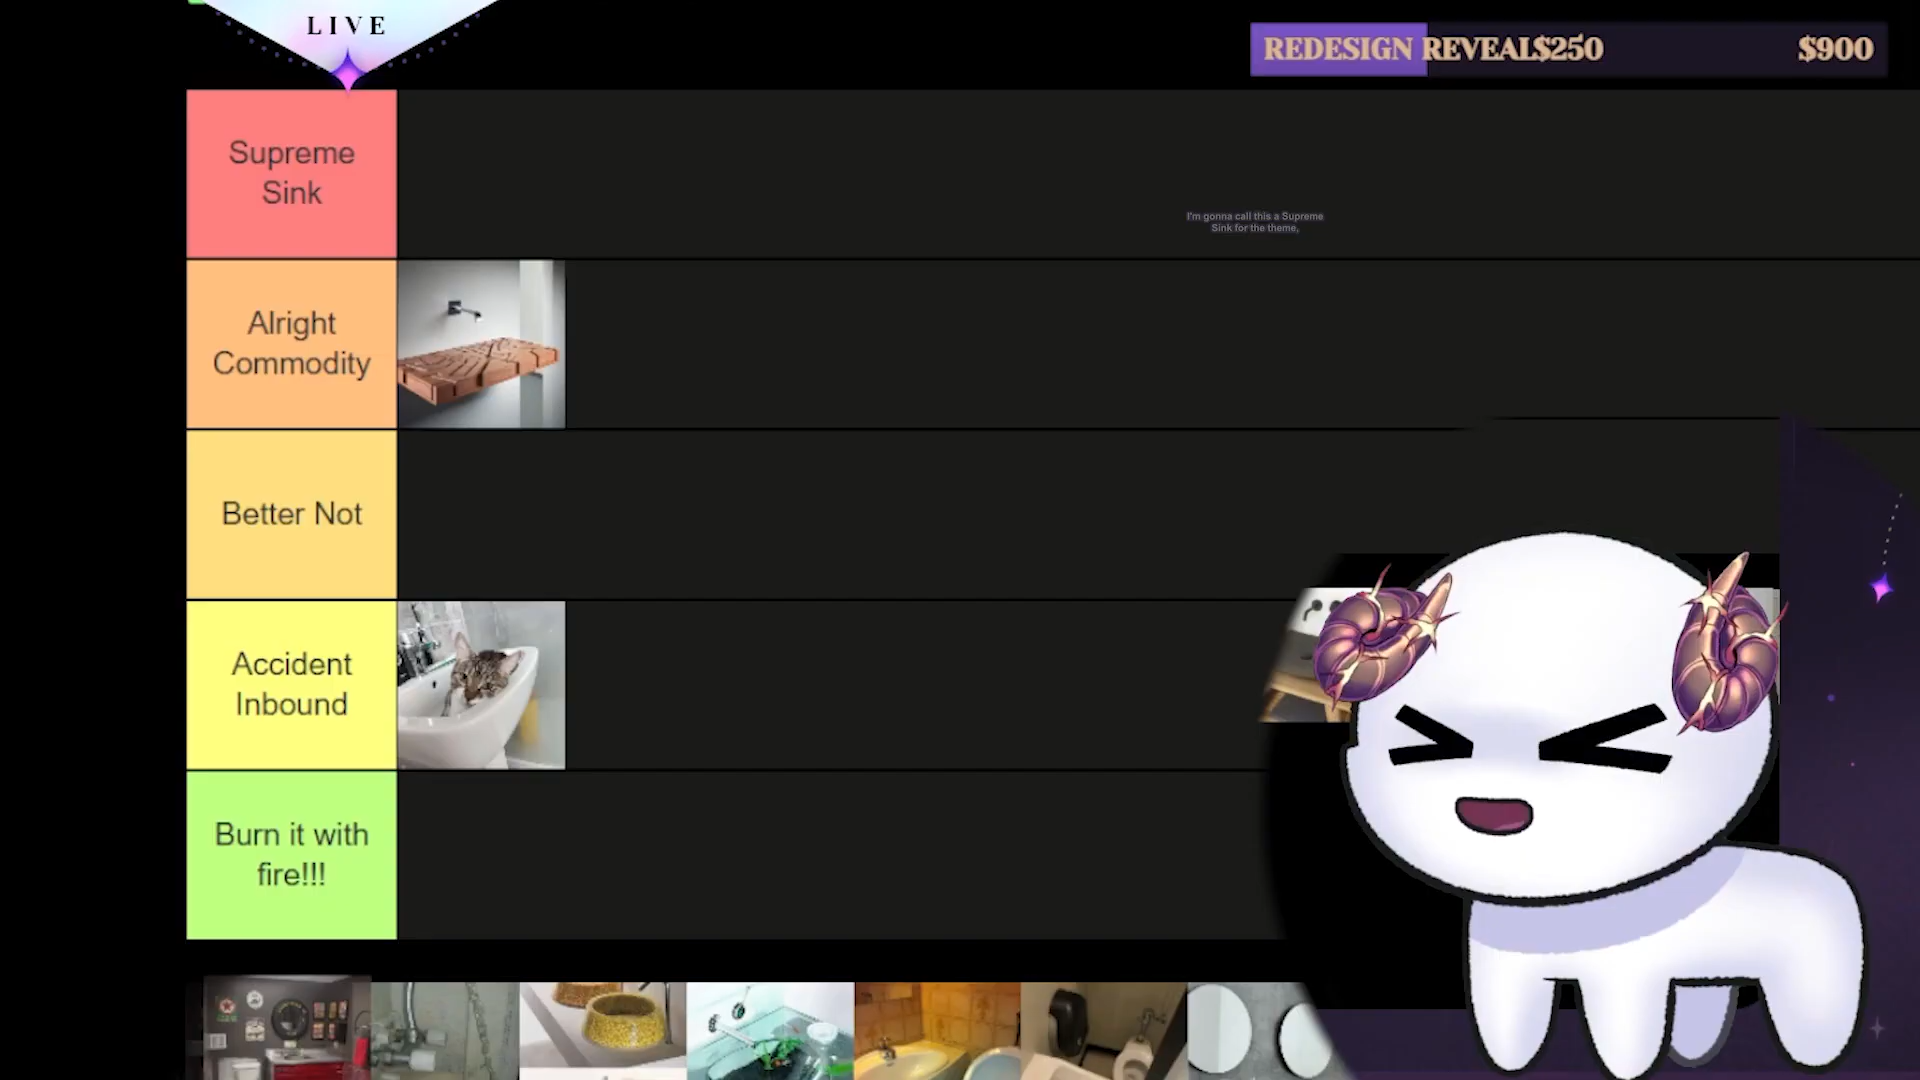 LIVE
REDESIGN REVEAL$250 $900
Supreme
Sink
I'm gonna call this a Supreme
Sink for the theme,
Alright
Commodity
Better Not
Accident
Inbound
Burn it with
fire!!!